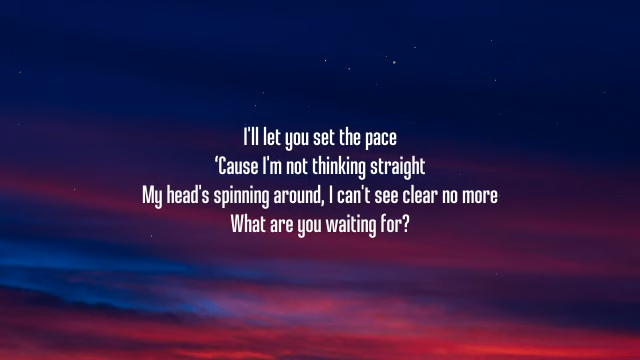 I'll let you set the pace
‘Cause I'm not thinking straight
My head's spinning around, I can't see clear no more
What are you waiting for?